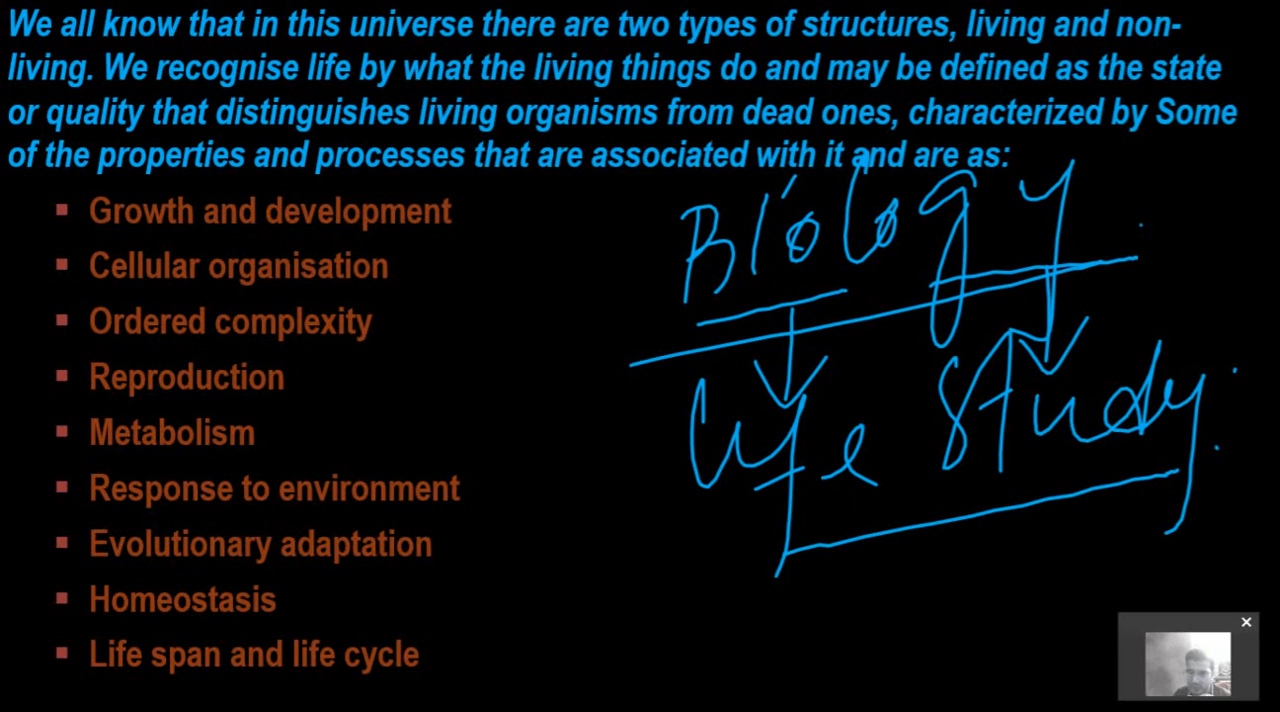 We all know that in this universe there are two types of structures, living and non-
living. We recognise life by what the living things do and may be defined as the state
or quality that distinguishes living organisms from dead ones, characterized by Some
of the properties and processes that are associated with it and are as:
▪ Growth and development
▪ Cellular organisation
▪ Ordered complexity
▪ Reproduction
▪ Metabolism
▪ Response to environment
▪ Evolutionary adaptation
▪ Homeostasis
▪ Life span and life cycle
Biology
Life Study